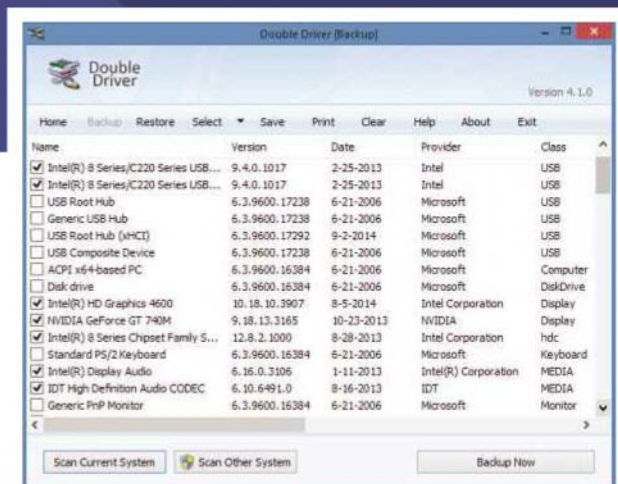 Double Driver (Backup)
Double
Driver
Version 4.1.0
Home Backup Restore Select Save Print Clear Help About Exit
Name Version Date Provider Class
Intel(R) 8 Series/C220 Series USB... 9.4.0.1017 2-25-2013 Intel USB
Intel(R) 8 Series/C220 Series USB... 9.4.0.1017 2-25-2013 Intel USB
USB Root Hub 6.3.9600.17238 6-21-2006 Microsoft USB
Generic USB Hub 6.3.9600.17238 6-21-2006 Microsoft USB
USB Root Hub (xHCI) 6.3.9600.17292 9-2-2014 Microsoft USB
USB Composite Device 6.3.9600.17238 6-21-2006 Microsoft USB
ACPI x64-based PC 6.3.9600.16384 6-21-2006 Microsoft Computer
Disk drive 6.3.9600.16384 6-21-2006 Microsoft DiskDrive
Intel(R) HD Graphics 4600 10.18.10.3907 8-5-2014 Intel Corporation Display
NVIDIA GeForce GT 740M 9.18.13.3165 10-23-2013 NVIDIA Display
Intel(R) 8 Series Chipset Family S... 12.8.2.1000 8-28-2013 Intel Corporation hdc
Standard PS/2 Keyboard 6.3.9600.16384 6-21-2006 Microsoft Keyboard
Intel(R) Display Audio 6.16.0.3106 1-11-2013 Intel(R) Corporation MEDIA
IDT High Definition Audio CODEC 6.10.6491.0 8-16-2013 IDT MEDIA
Generic PnP Monitor 6.3.9600.16384 6-21-2006 Microsoft Monitor
Scan Current System Scan Other System Backup Now